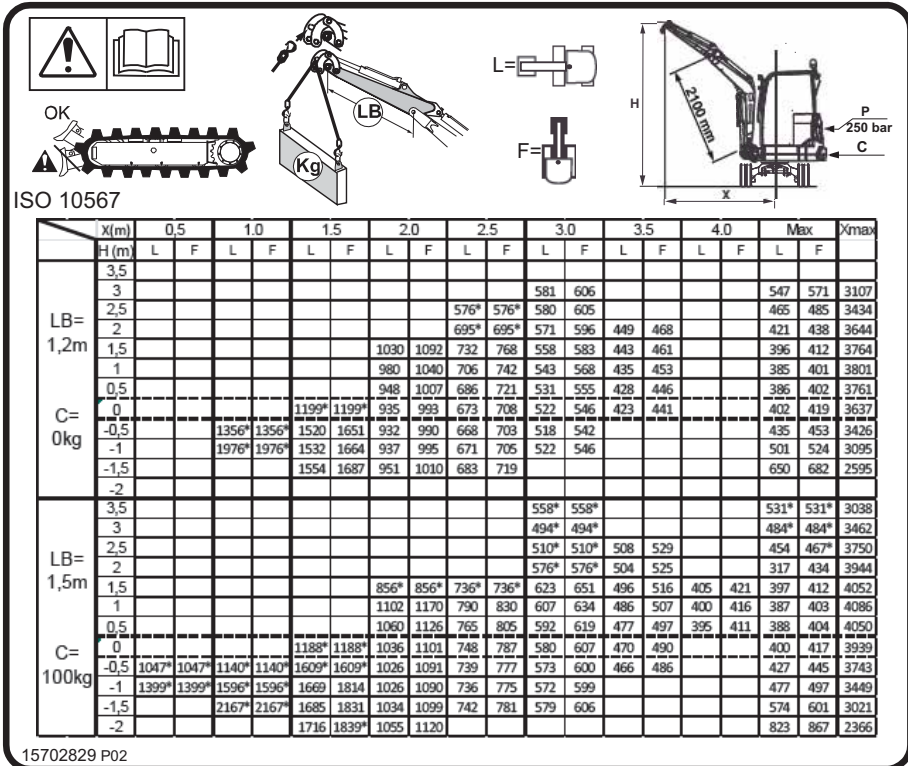 OK
LB
Kg
L=
F=
H
2100 mm
P
250 bar
C
X
ISO 10567
X(m) 0,5 1.0 1.5 2.0 2.5 3.0 3.5 4.0 Max Xmax
H (m) L F L F L F L F L F L F L F L F L F
LB= 1,2m
C= 0kg
3,5
3 581 606 547 571 3107
2,5 576* 576* 580 605 465 485 3434
2 695* 695* 571 596 449 468 421 438 3644
1,5 1030 1092 732 768 558 583 443 461 396 412 3764
1 980 1040 706 742 543 568 435 453 385 401 3801
0,5 948 1007 686 721 531 555 428 446 386 402 3761
0 1199* 1199* 935 993 673 708 522 546 423 441 402 419 3637
-0,5 1356* 1356* 1520 1651 932 990 668 703 518 542 435 453 3426
-1 1976* 1976* 1532 1664 937 995 671 705 522 546 501 524 3095
-1,5 1554 1687 951 1010 683 719 650 682 2595
-2
LB= 1,5m
C= 100kg
3,5 558* 558* 531* 531* 3038
3 494* 494* 484* 484* 3462
2,5 510* 510* 508 529 454 467* 3750
2 576* 576* 504 525 317 434 3944
1,5 856* 856* 736* 736* 623 651 496 516 405 421 397 412 4052
1 1102 1170 790 830 607 634 486 507 400 416 387 403 4086
0,5 1060 1126 765 805 592 619 477 497 395 411 388 404 4050
0 1188* 1188* 1036 1101 748 787 580 607 470 490 400 417 3939
-0,5 1047* 1047* 1140* 1140* 1609* 1609* 1026 1091 739 777 573 600 466 486 427 445 3743
-1 1399* 1399* 1596* 1596* 1669 1814 1026 1090 736 775 572 599 477 497 3449
-1,5 2167* 2167* 1685 1831 1034 1099 742 781 579 606 574 601 3021
-2 1716 1839* 1055 1120 823 867 2366
15702829 P02